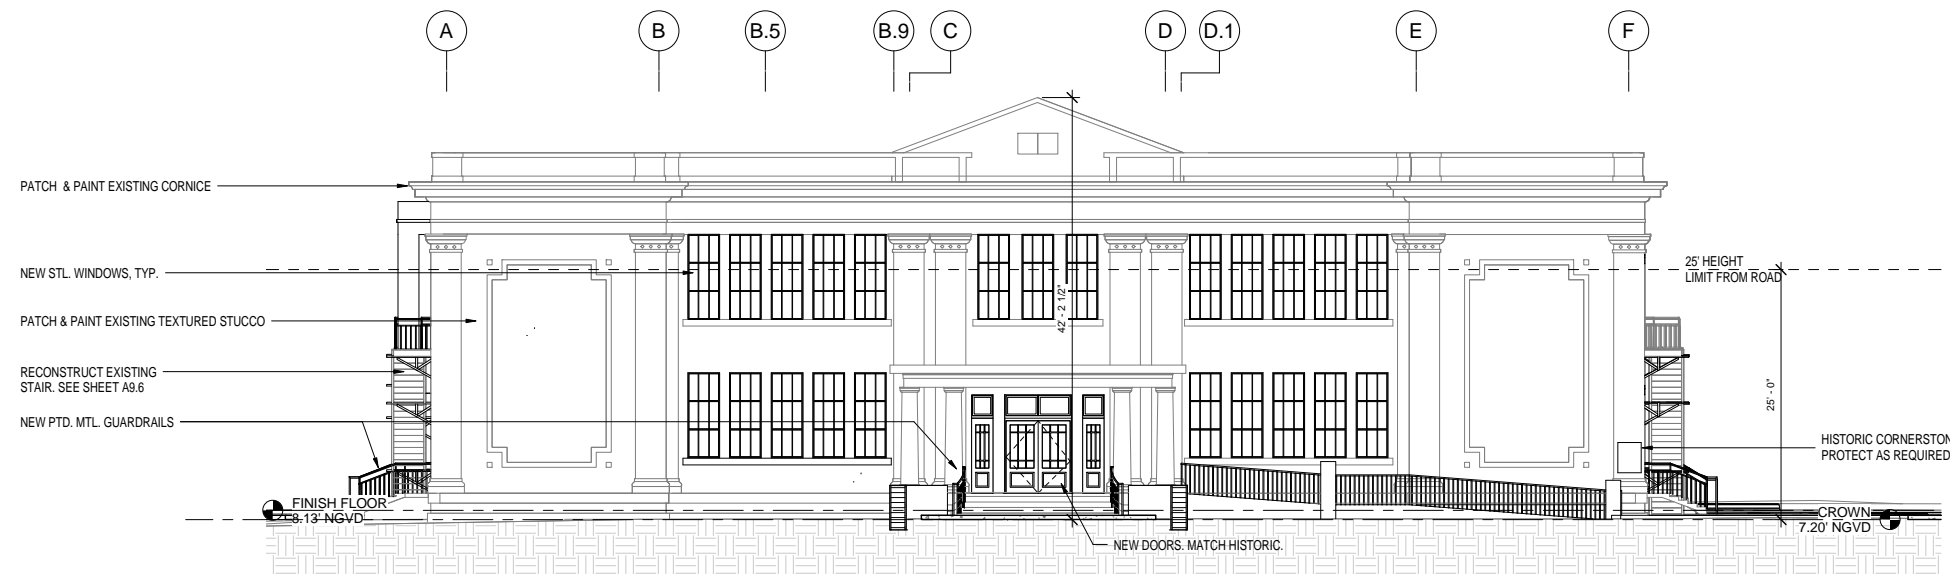 A
B
B.5
B.9
C
D
D.1
E
F
PATCH & PAINT EXISTING CORNICE
NEW STL. WINDOWS, TYP.
25' HEIGHT
LIMIT FROM ROAD
42' - 2 1/2"
PATCH & PAINT EXISTING TEXTURED STUCCO
RECONSTRUCT EXISTING
STAIR. SEE SHEET A9.6
25' - 0"
NEW PTD. MTL. GUARDRAILS
HISTORIC CORNERSTON
PROTECT AS REQUIRED
FINISH FLOOR
8.13' NGVD
CROWN
7.20' NGVD
NEW DOORS. MATCH HISTORIC.